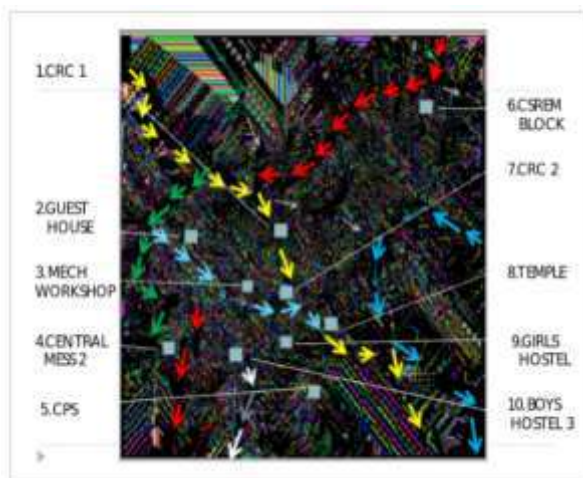 1.CRC 1
2.GUEST
HOUSE
3.MECH
WORKSHOP
4.CENTRAL
MESS 2
5.CPS
6.CSREM
BLOCK
7.CRC 2
8.TEMPLE
9.GIRLS
HOSTEL
10.BOYS
HOSTEL 3